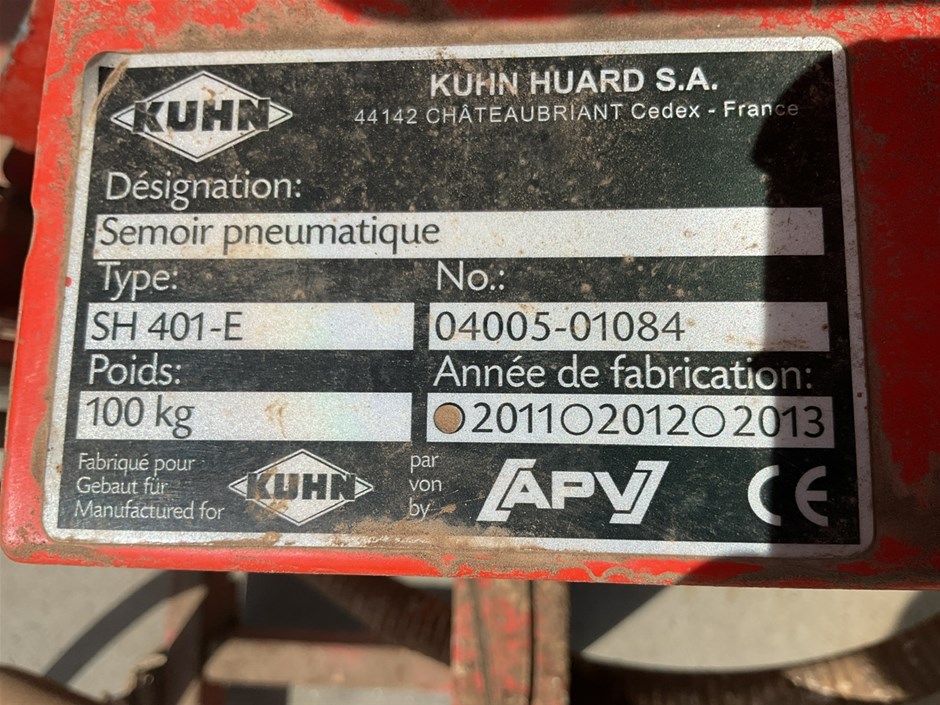 KUHN
KUHN HUARD S.A.
44142 CHÂTEAUBRIANT Cedex - France
Désignation:
Semoir pneumatique
Type:
No.:
SH 401-E
04005-01084
Poids:
Année de fabrication:
100 kg
2011 2012 2013
Fabriqué pour
Gebaut für
Manufactured for
KUHN
par
von
by
APV
CE